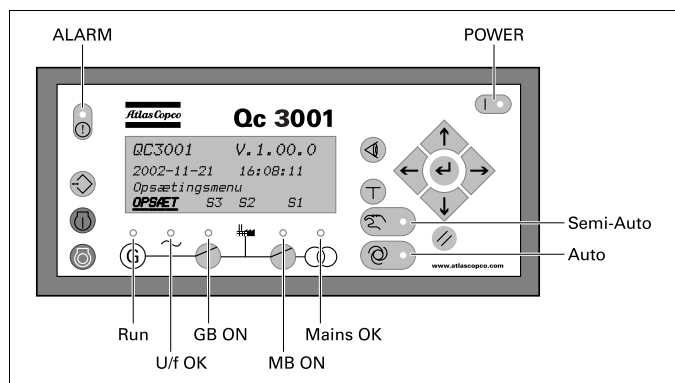 ALARM
POWER
Atlas Copco
Qc 3001
QC3001 V.1.00.0
2002-11-21 16:08:11
Opsætingsmenu
OPSÆT S3 S2 S1
Semi-Auto
G
Auto
www.atlascopco.com
Run
GB ON
Mains OK
U/f OK
MB ON